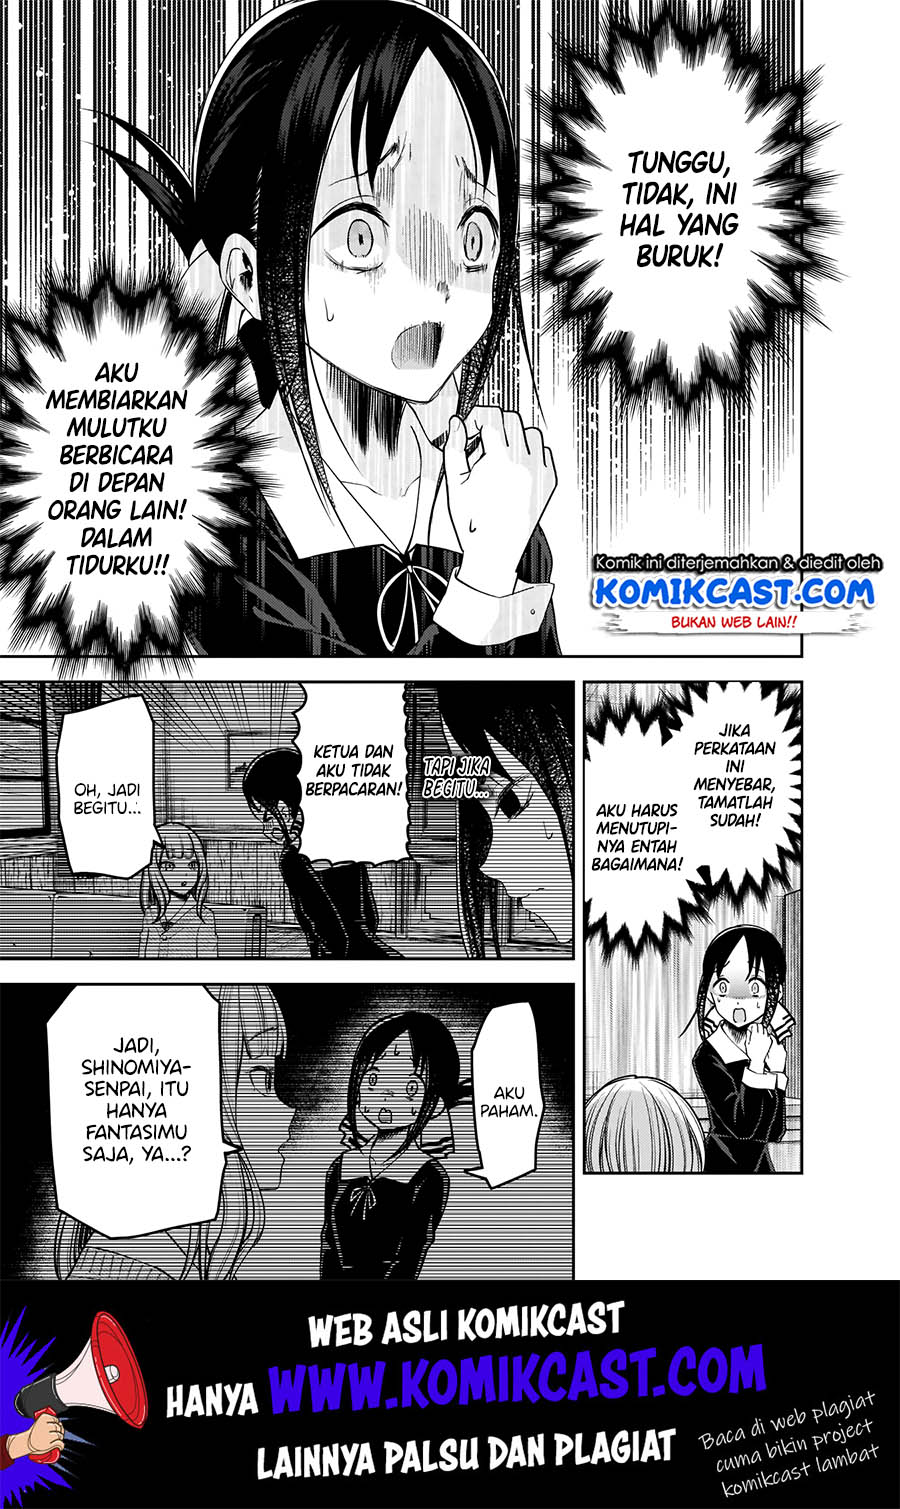 TUNGGU,
TIDAK, INI
HAL YANG
BURUK!
AKU
MEMBIARKAN
MULUTKU
BERBICARA
DI DEPAN
ORANG LAIN!
DALAM
TIDURKU!!
Komik ini diterjemahkan & diedit oleh
KOMIKCAST.COM
BUKAN WEB LAIN!!
JIKA
PERKATAAN
INI
MENYEBAR,
TAMATLAH
SUDAH!
AKU HARUS
MENUTUPI-
NYA ENTAH
BAGAIMANA!
TAPI JIKA
BEGITU...
KETUA DAN
AKU TIDAK
BERPACARAN!
OH, JADI
BEGITU...
AKU
PAHAM.
JADI,
SHINOMIYA-
SENPAI, ITU
HANYA
FANTASIMU
SAJA, YA...?
WEB ASLI KOMIKCAST
HANYA WWW.KOMIKCAST.COM
LAINNYA PALSU DAN PLAGIAT
Baca di web plagiat
cuma bikin project
komikcast lambat